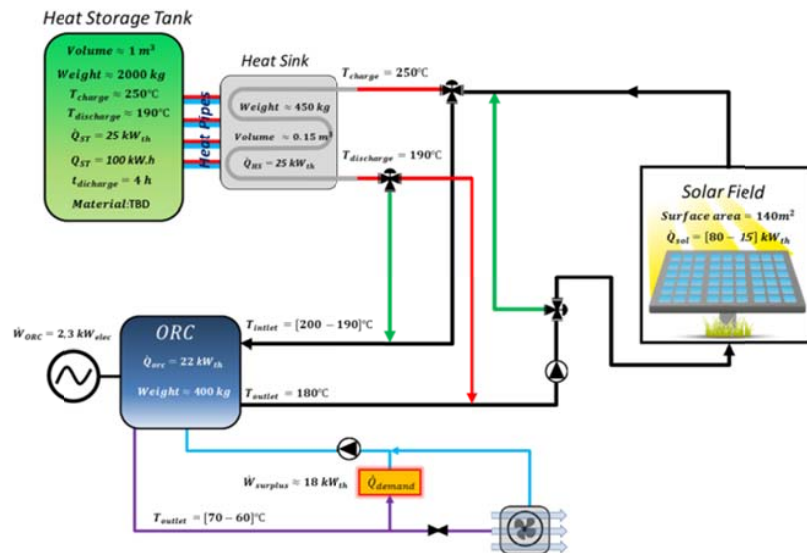 Heat Storage Tank
Volume ≈ 1 m³
Weight ≈ 2000 kg
T_charge ≈ 250°C
T_discharge ≈ 190°C
Q̇_ST = 25 kW_th
Q_ST = 100 kW.h
t_dicharge = 4 h
Material:TBD
Heat Pipes
Heat Sink
Weight ≈ 450 kg
Volume ≈ 0.15 m³
Q̇_HS = 25 kW_th
T_charge = 250°C
T_discharge = 190°C
Solar Field
Surface area = 140m²
Q̇_sol = [80 – 15] kW_th
Ẇ_ORC = 2,3 kW_elec
ORC
Q̇_orc = 22 kW_th
Weight ≈ 400 kg
T_intlet = [200 – 190]°C
T_outlet = 180°C
Ẇ_surplus ≈ 18 kW_th
Q̇_demand
T_outlet = [70 – 60]°C